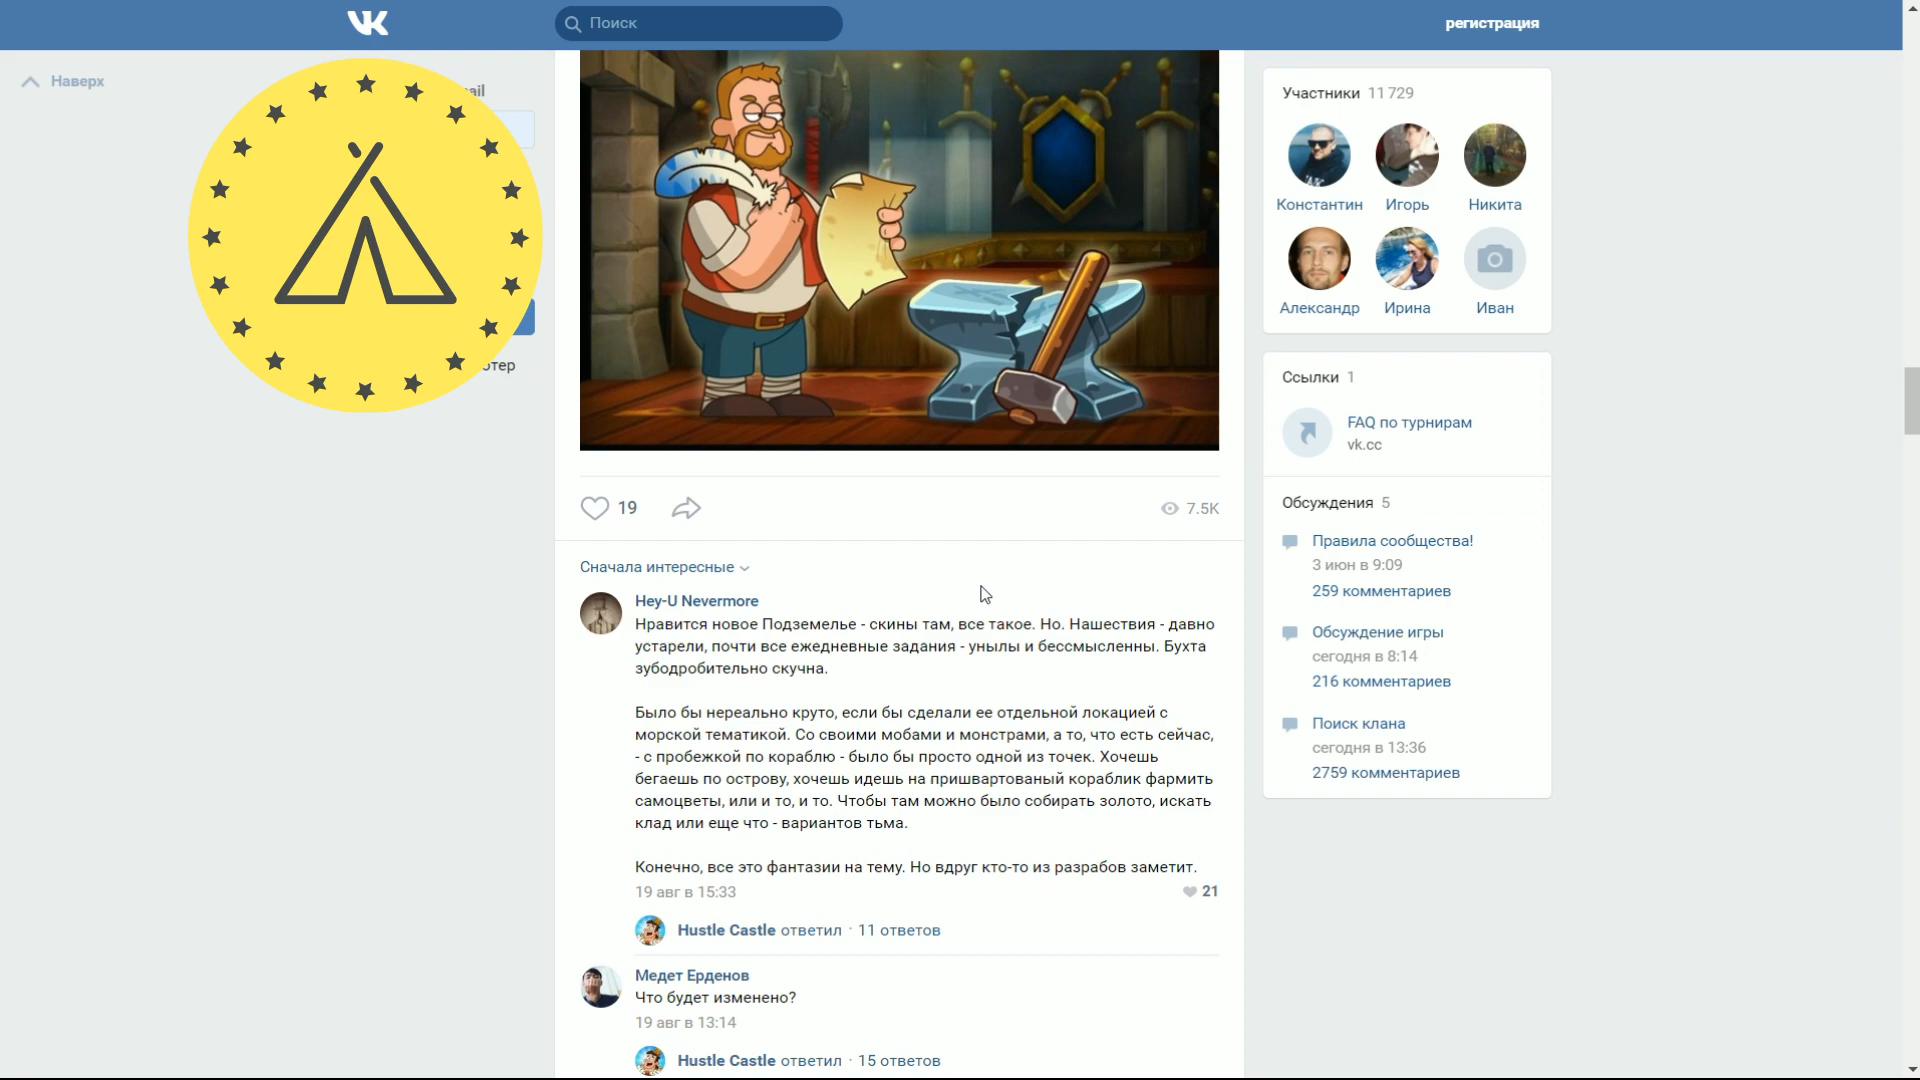 Поиск
регистрация
Наверх
ail
отер
19
7.5K
Сначала интересные
Hey-U Nevermore
Нравится новое Подземелье - скины там, все такое. Но. Нашествия - давно
устарели, почти все ежедневные задания - унылы и бессмысленны. Бухта
зубодробительно скучна.
Было бы нереально круто, если бы сделали ее отдельной локацией с
морской тематикой. Со своими мобами и монстрами, а то, что есть сейчас,
- с пробежкой по кораблю - было бы просто одной из точек. Хочешь
бегаешь по острову, хочешь идешь на пришвартованый кораблик фармить
самоцветы, или и то, и то. Чтобы там можно было собирать золото, искать
клад или еще что - вариантов тьма.
Конечно, все это фантазии на тему. Но вдруг кто-то из разрабов заметит.
19 авг в 15:33
21
Hustle Castle ответил · 11 ответов
Медет Ерденов
Что будет изменено?
19 авг в 13:14
Hustle Castle ответил · 15 ответов
Участники 11 729
Константин Игорь Никита
Александр Ирина Иван
Ссылки 1
FAQ по турнирам
vk.cc
Обсуждения 5
Правила сообщества!
3 июн в 9:09
259 комментариев
Обсуждение игры
сегодня в 8:14
216 комментариев
Поиск клана
сегодня в 13:36
2759 комментариев